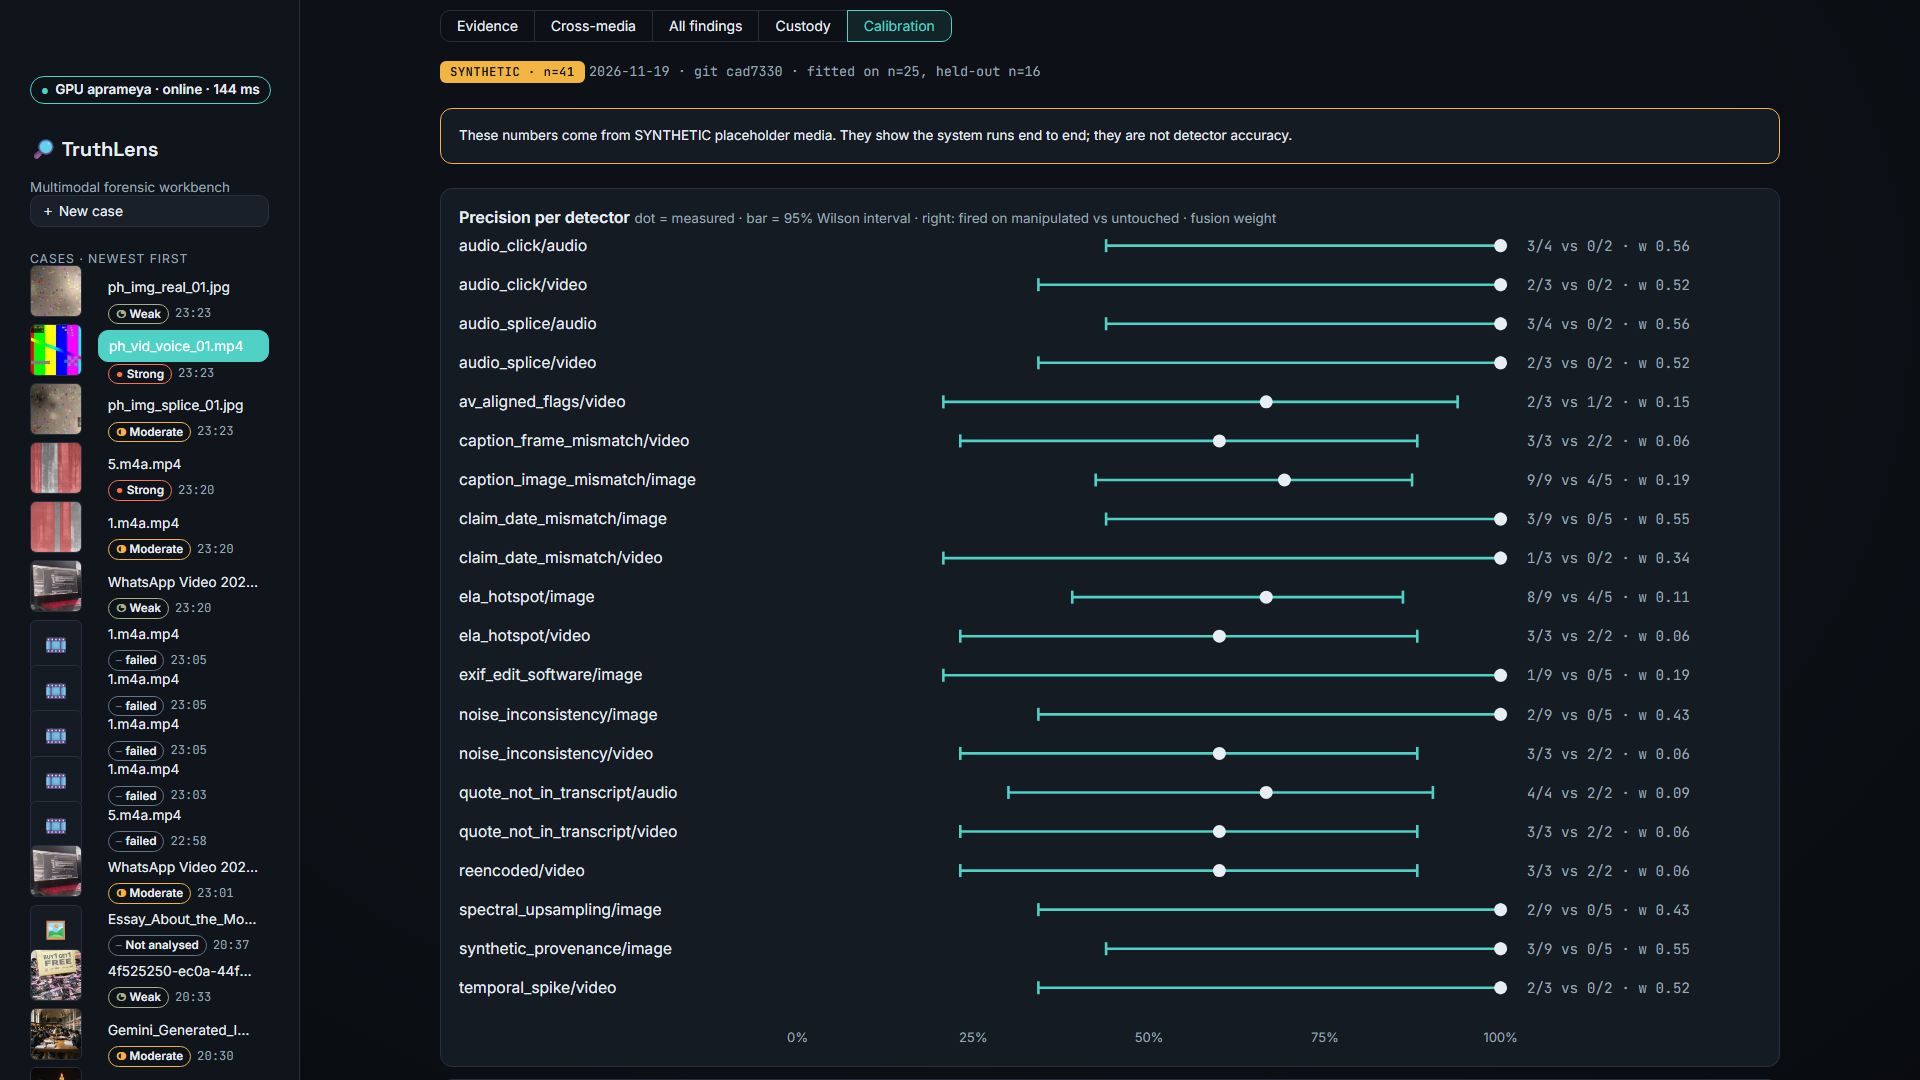 Evidence
Cross-media
All findings
Custody
Calibration
SYNTHETIC · n=41 2026-11-19 · git cad7330 · fitted on n=25, held-out n=16
These numbers come from SYNTHETIC placeholder media. They show the system runs end to end; they are not detector accuracy.
Precision per detector dot = measured · bar = 95% Wilson interval · right: fired on manipulated vs untouched · fusion weight
audio_click/audio 3/4 vs 0/2 · w 0.56
audio_click/video 2/3 vs 0/2 · w 0.52
audio_splice/audio 3/4 vs 0/2 · w 0.56
audio_splice/video 2/3 vs 0/2 · w 0.52
av_aligned_flags/video 2/3 vs 1/2 · w 0.15
caption_frame_mismatch/video 3/3 vs 2/2 · w 0.06
caption_image_mismatch/image 9/9 vs 4/5 · w 0.19
claim_date_mismatch/image 3/9 vs 0/5 · w 0.55
claim_date_mismatch/video 1/3 vs 0/2 · w 0.34
ela_hotspot/image 8/9 vs 4/5 · w 0.11
ela_hotspot/video 3/3 vs 2/2 · w 0.06
exif_edit_software/image 1/9 vs 0/5 · w 0.19
noise_inconsistency/image 2/9 vs 0/5 · w 0.43
noise_inconsistency/video 3/3 vs 2/2 · w 0.06
quote_not_in_transcript/audio 4/4 vs 2/2 · w 0.09
quote_not_in_transcript/video 3/3 vs 2/2 · w 0.06
reencoded/video 3/3 vs 2/2 · w 0.06
spectral_upsampling/image 2/9 vs 0/5 · w 0.43
synthetic_provenance/image 3/9 vs 0/5 · w 0.55
temporal_spike/video 2/3 vs 0/2 · w 0.52
0% 25% 50% 75% 100%
GPU aprameya · online · 144 ms
TruthLens
Multimodal forensic workbench
+ New case
CASES · NEWEST FIRST
ph_img_real_01.jpg
Weak 23:23
ph_vid_voice_01.mp4
Strong 23:23
ph_img_splice_01.jpg
Moderate 23:23
5.m4a.mp4
Strong 23:20
1.m4a.mp4
Moderate 23:20
WhatsApp Video 202...
Weak 23:20
1.m4a.mp4
– failed 23:05
1.m4a.mp4
– failed 23:05
1.m4a.mp4
– failed 23:05
1.m4a.mp4
– failed 23:03
5.m4a.mp4
– failed 22:58
WhatsApp Video 202...
Moderate 23:01
Essay_About_the_Mo...
– Not analysed 20:37
BUY 1 GET 1
FREE
4f525250-ec0a-44f...
Weak 20:33
Gemini_Generated_I...
Moderate 20:30